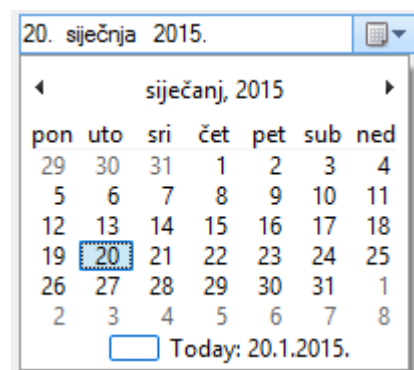 20. siječnja 2015.
siječanj, 2015
pon uto sri čet pet sub ned
29 30 31 1 2 3 4
5 6 7 8 9 10 11
12 13 14 15 16 17 18
19 20 21 22 23 24 25
26 27 28 29 30 31 1
2 3 4 5 6 7 8
Today: 20.1.2015.